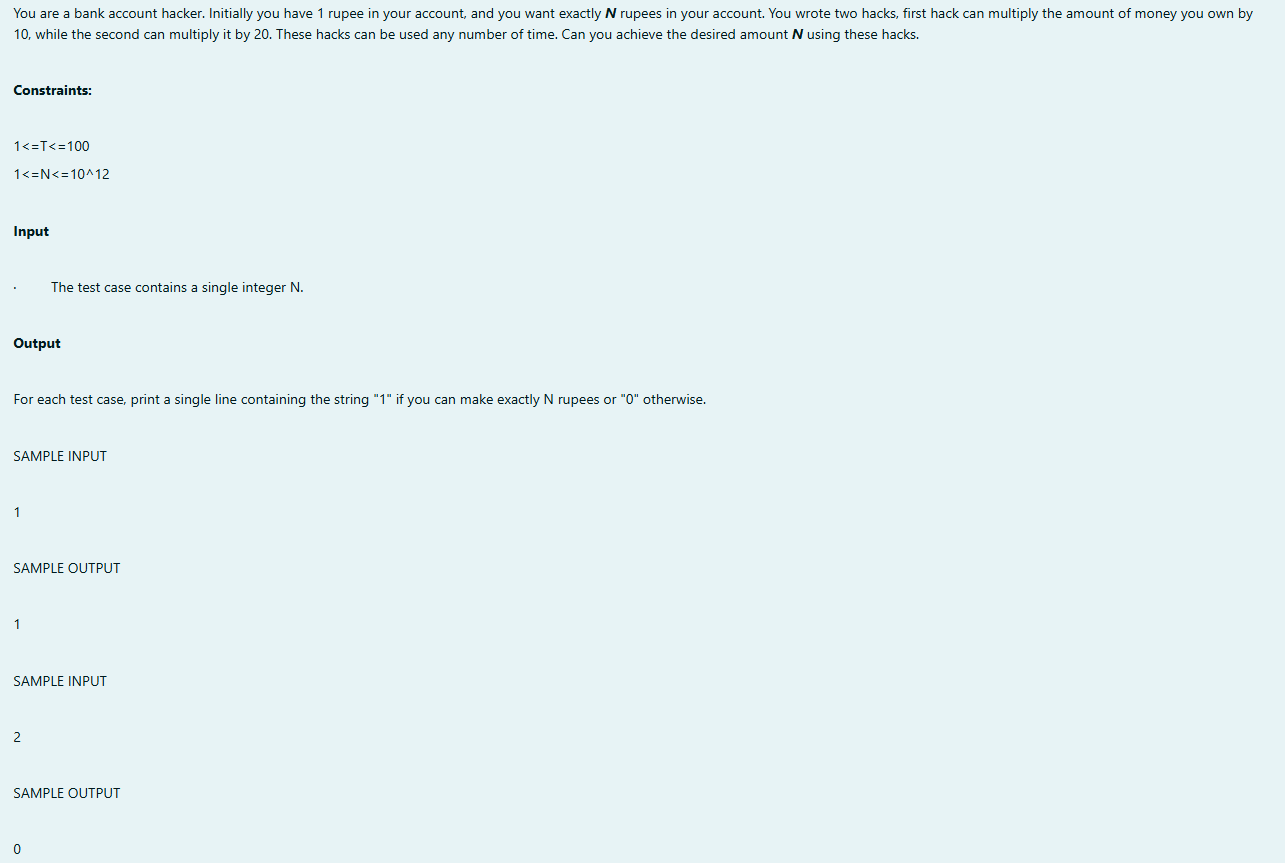 You are a bank account hacker. Initially you have 1 rupee in your account, and you want exactly N rupees in your account. You wrote two hacks, first hack can multiply the amount of money you own by
10, while the second can multiply it by 20. These hacks can be used any number of time. Can you achieve the desired amount N using these hacks.
Constraints:
1<=T<=100
1<=N<=10^12
Input
· The test case contains a single integer N.
Output
For each test case, print a single line containing the string "1" if you can make exactly N rupees or "0" otherwise.
SAMPLE INPUT
1
SAMPLE OUTPUT
1
SAMPLE INPUT
2
SAMPLE OUTPUT
0